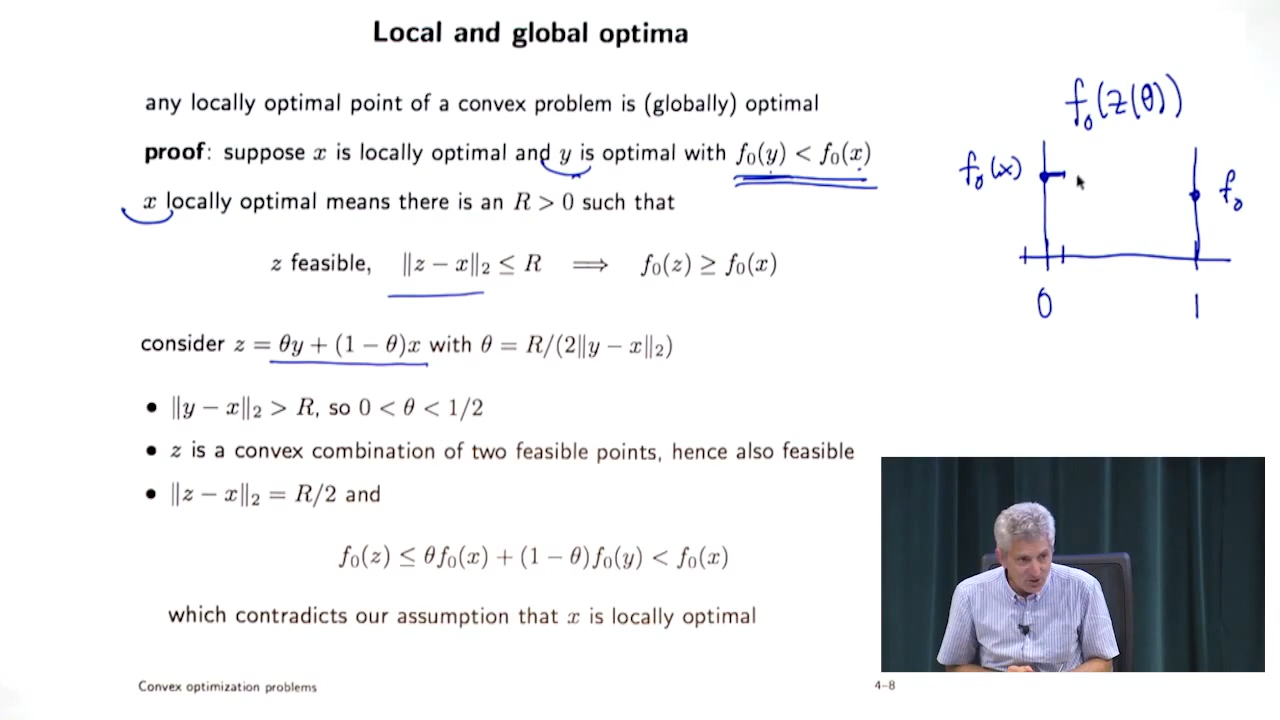 Local and global optima
any locally optimal point of a convex problem is (globally) optimal
proof: suppose x is locally optimal and y is optimal with f₀(y) < f₀(x)
x locally optimal means there is an R > 0 such that
z feasible, ‖z − x‖₂ ≤ R ⟹ f₀(z) ≥ f₀(x)
consider z = θy + (1 − θ)x with θ = R/(2‖y − x‖₂)
• ‖y − x‖₂ > R, so 0 < θ < 1/2
• z is a convex combination of two feasible points, hence also feasible
• ‖z − x‖₂ = R/2 and
f₀(z) ≤ θf₀(x) + (1 − θ)f₀(y) < f₀(x)
which contradicts our assumption that x is locally optimal
Convex optimization problems
4–8
f₀(z(θ))
f₀(x)
f₀
0
1